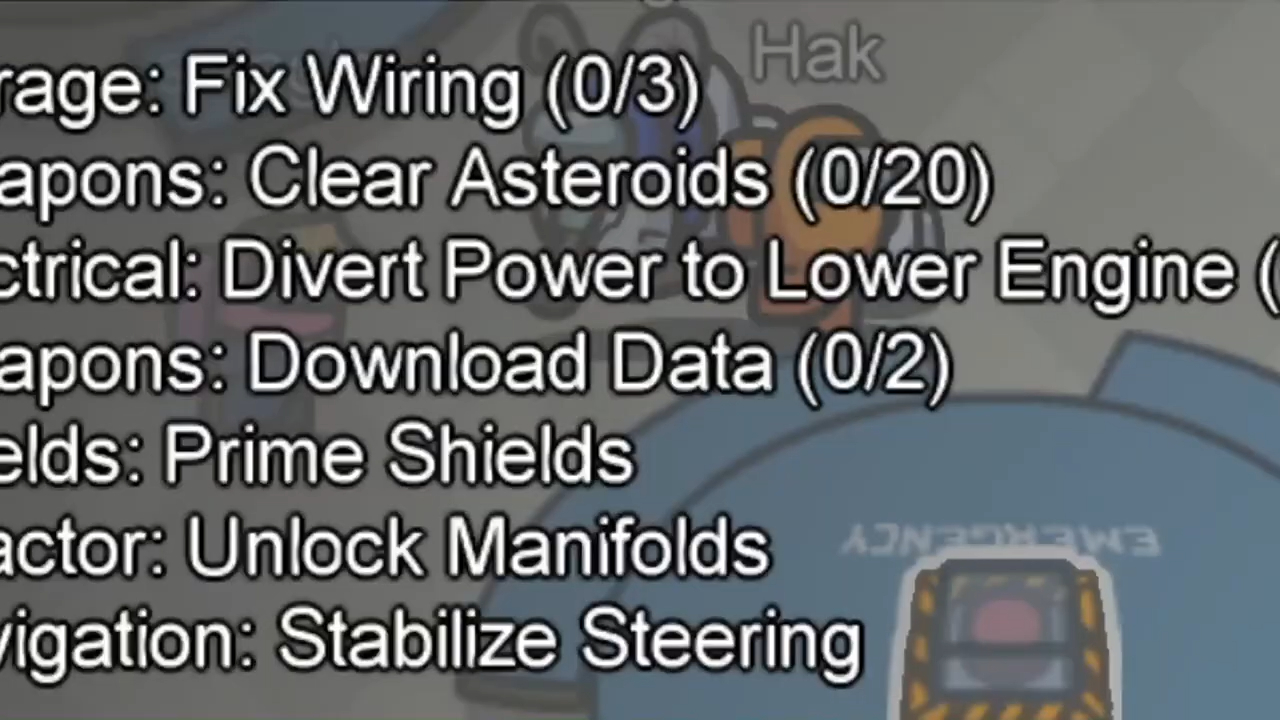 Hak
rage: Fix Wiring (0/3)
apons: Clear Asteroids (0/20)
ctrical: Divert Power to Lower Engine (
apons: Download Data (0/2)
elds: Prime Shields
actor: Unlock Manifolds
EMERGENCY
vigation: Stabilize Steering